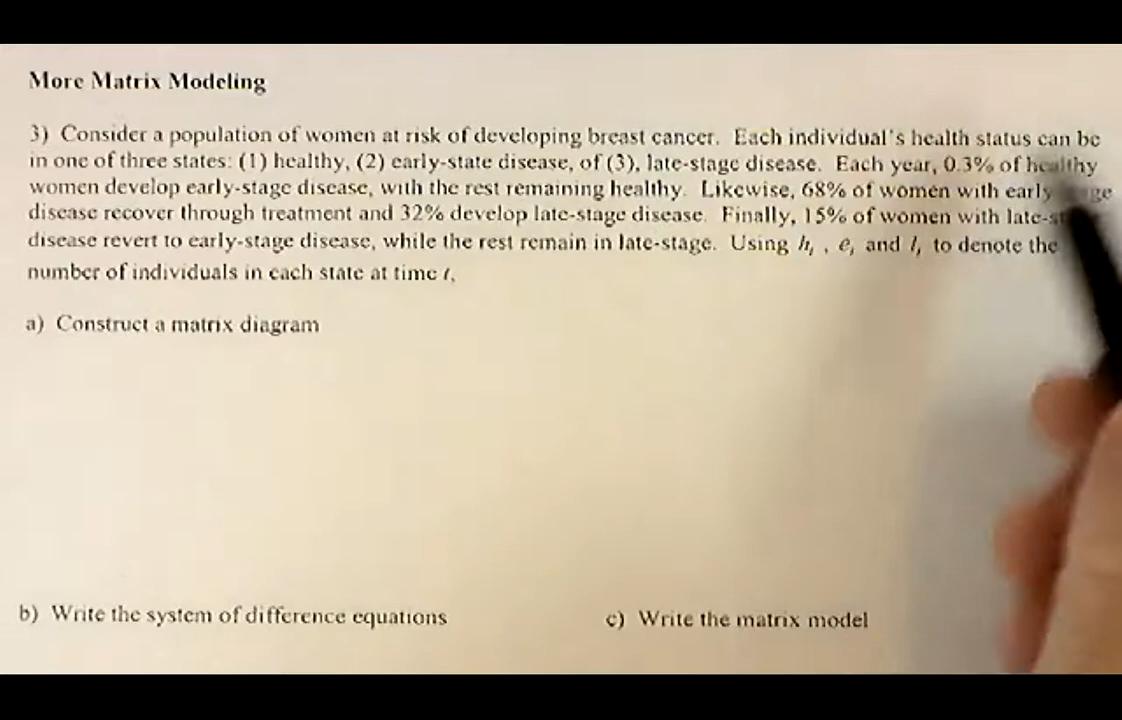 More Matrix Modeling
3) Consider a population of women at risk of developing breast cancer. Each individual's health status can be
in one of three states: (1) healthy, (2) early-state disease, of (3), late-stage disease. Each year, 0.3% of healthy
women develop early-stage disease, with the rest remaining healthy. Likewise, 68% of women with early
disease recover through treatment and 32% develop late-stage disease. Finally, 15% of women with
disease revert to early-stage disease, while the rest remain in late-stage. Using hₜ , eₜ and lₜ to denote the
number of individuals in each state at time t,
a) Construct a matrix diagram
b) Write the system of difference equations
c) Write the matrix model